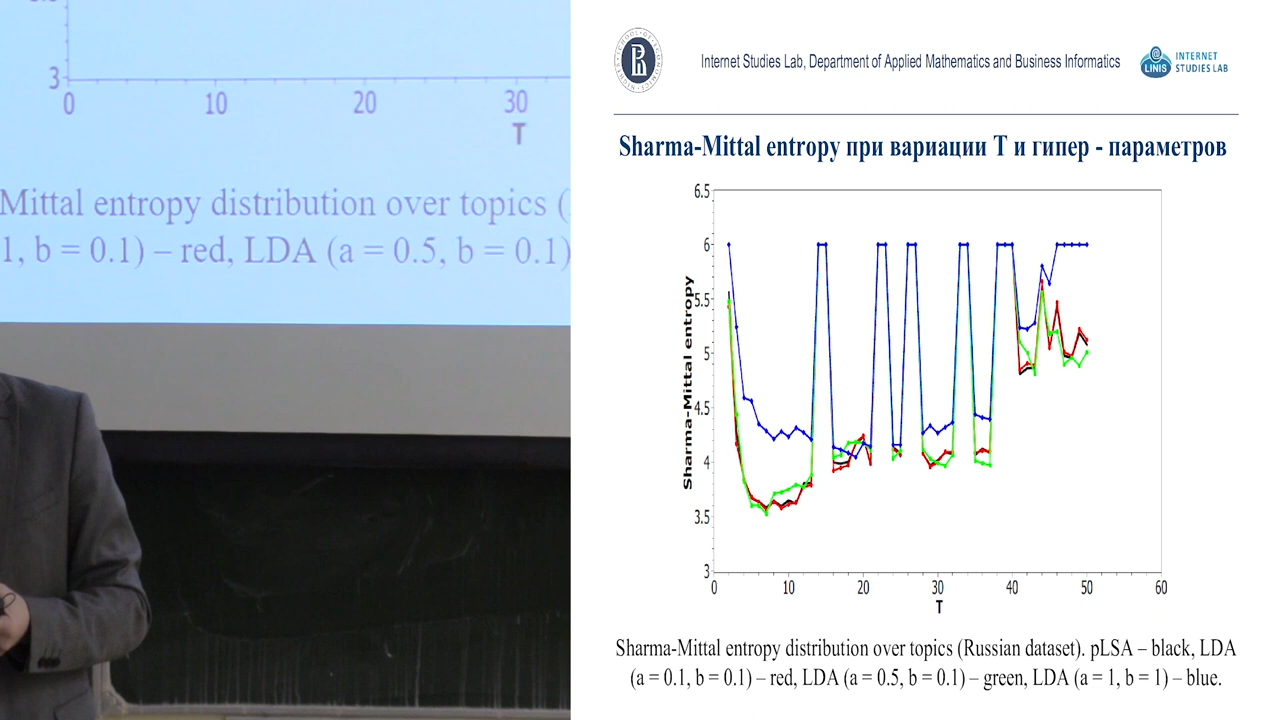 3
0
10
20
30
T
Mittal entropy distribution over topics (
1, b = 0.1) – red, LDA (a = 0.5, b = 0.1)
Internet Studies Lab, Department of Applied Mathematics and Business Informatics
LINIS
INTERNET
STUDIES LAB
Sharma-Mittal entropy при вариации T и гипер - параметров
Sharma-Mittal entropy
6.5
6
5.5
5
4.5
4
3.5
3
0
10
20
30
40
50
60
T
Sharma-Mittal entropy distribution over topics (Russian dataset). pLSA – black, LDA
(a = 0.1, b = 0.1) – red, LDA (a = 0.5, b = 0.1) – green, LDA (a = 1, b = 1) – blue.